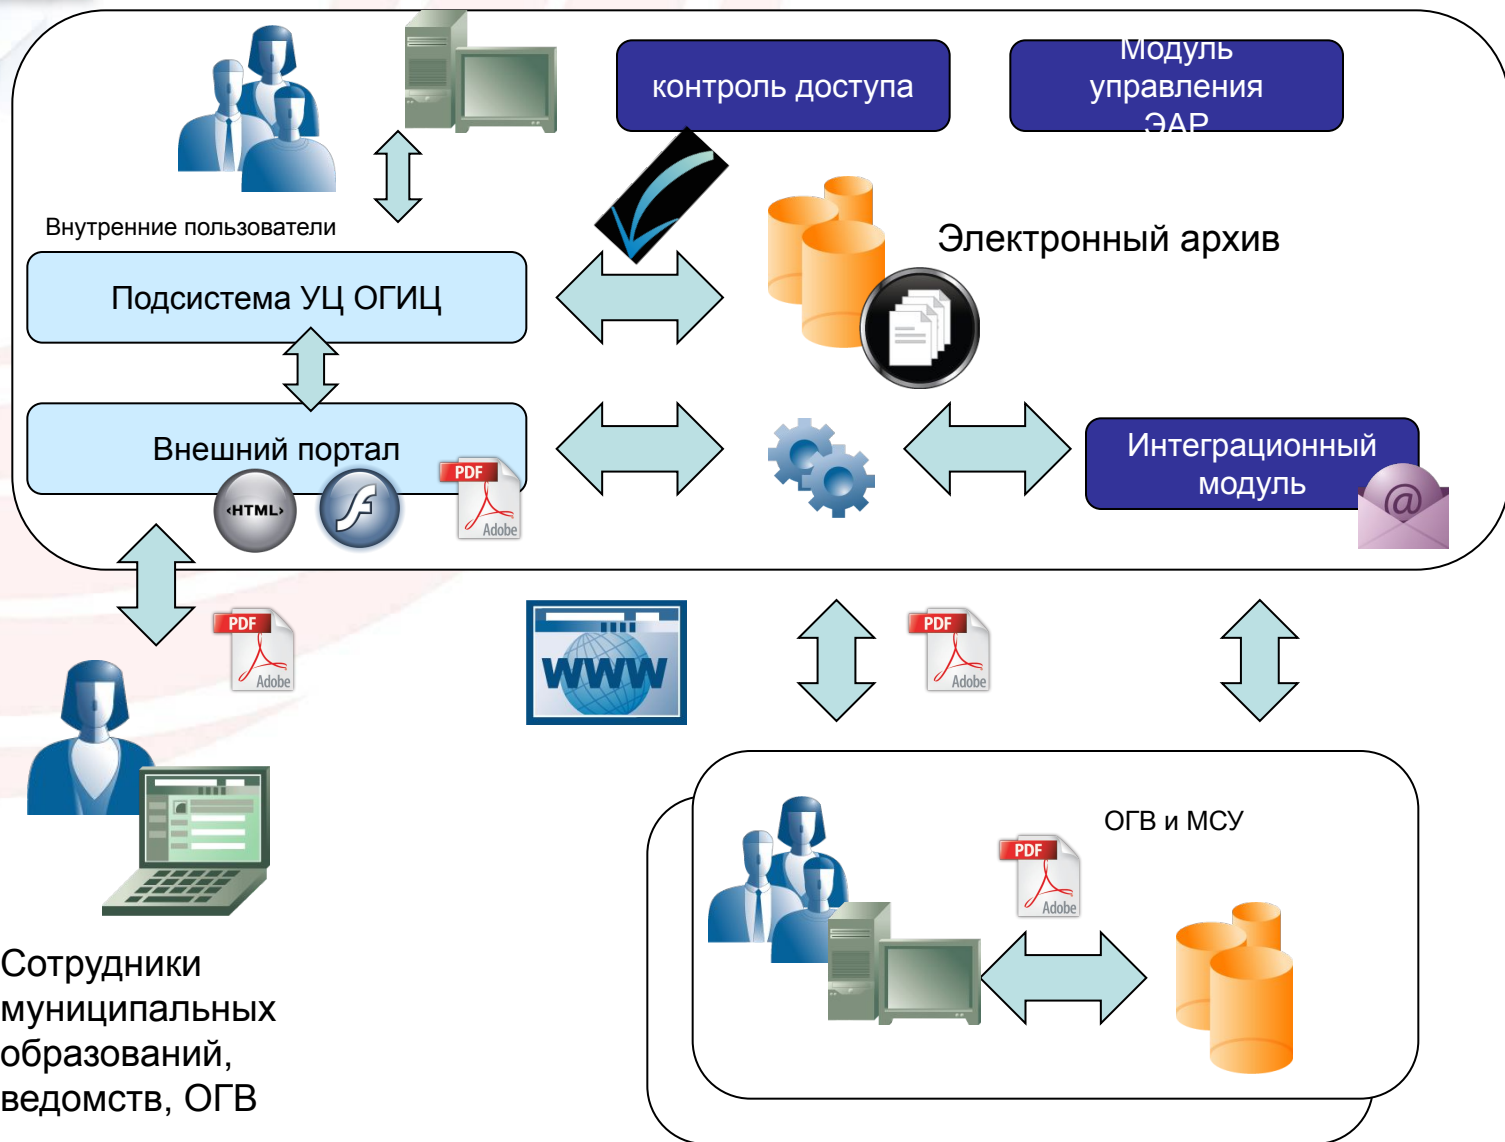 контроль доступа
Модуль
управления
ЭАР
Внутренние пользователи
Электронный архив
Подсистема УЦ ОГИЦ
Внешний портал
Интеграционный
модуль
PDF
Adobe
<HTML>
@
PDF
Adobe
WWW
PDF
Adobe
ОГВ и МСУ
PDF
Adobe
Сотрудники
муниципальных
образований,
ведомств, ОГВ